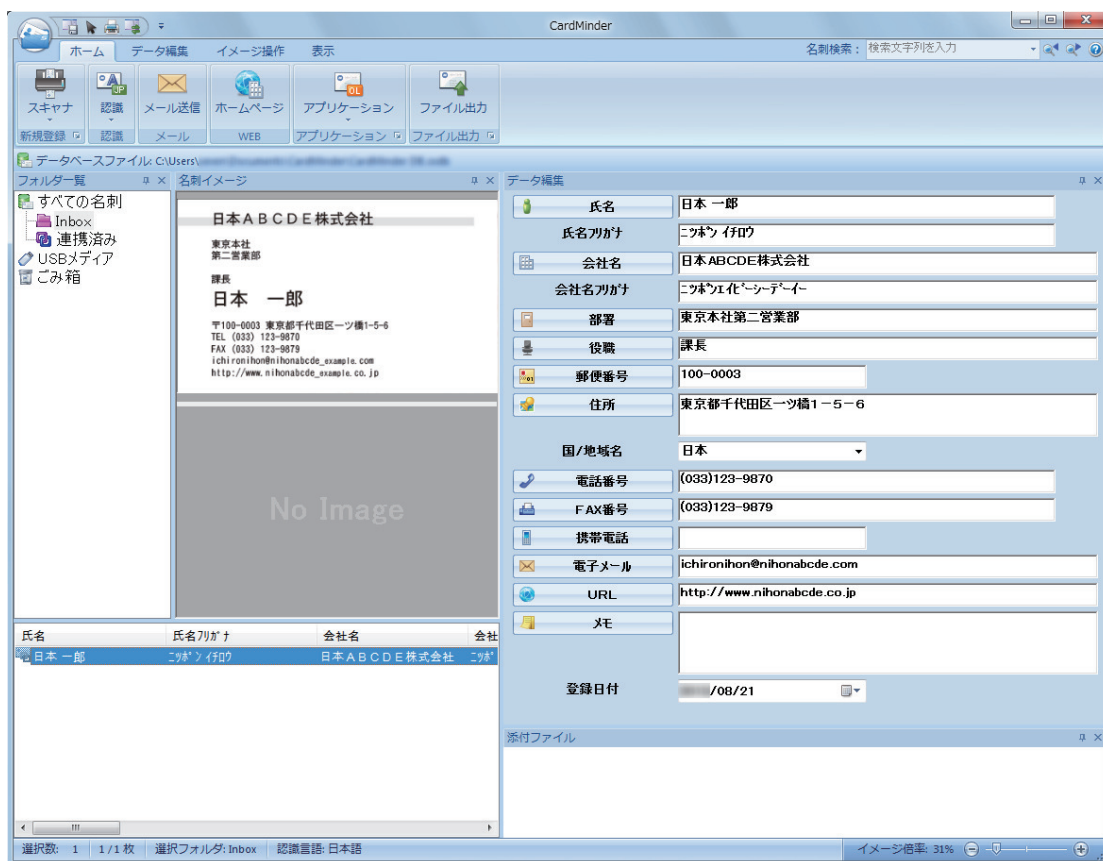 CardMinder
ホーム データ編集 イメージ操作 表示 名刺検索： 検索文字列を入力
スキャナ 認識 メール送信 ホームページ アプリケーション ファイル出力
新規登録 認識 メール WEB アプリケーション ファイル出力
データベースファイル: C:\Users\
フォルダ一覧
すべての名刺
Inbox
連携済み
USBメディア
ごみ箱
名刺イメージ
日本ＡＢＣＤＥ株式会社
東京本社
第二営業部
課長
日本 一郎
〒100-0003 東京都千代田区一ツ橋1-5-6
TEL (033) 123-9870
FAX (033) 123-9879
ichironihon@nihonabcde_example.com
http://www.nihonabcde_example.co.jp
No Image
データ編集
氏名 日本 一郎
氏名ﾌﾘｶﾞﾅ ﾆﾂﾎﾟﾝ ｲﾁﾛｳ
会社名 日本ABCDE株式会社
会社名ﾌﾘｶﾞﾅ ﾆﾂﾎﾟﾝｴｲﾋﾞｰｼｰﾃﾞｰｲｰ
部署 東京本社第二営業部
役職 課長
郵便番号 100-0003
住所 東京都千代田区一ツ橋１－５－６
国/地域名 日本
電話番号 (033)123-9870
FAX番号 (033)123-9879
携帯電話
電子メール ichironihon@nihonabcde.com
URL http://www.nihonabcde.co.jp
メモ
登録日付 /08/21
添付ファイル
氏名 氏名ﾌﾘｶﾞﾅ 会社名 会社
日本 一郎 ﾆﾂﾎﾟﾝ ｲﾁﾛｳ 日本ＡＢＣＤＥ株式会社 ﾆﾂﾎﾟ
選択数: 1 1/1枚 選択フォルダ: Inbox 認識言語: 日本語 イメージ倍率: 31%